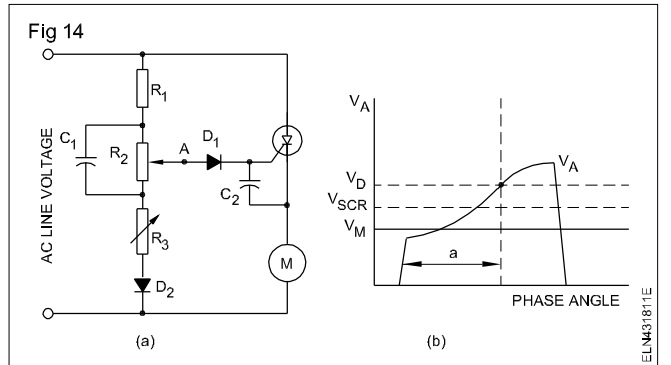 Fig 14
AC LINE VOLTAGE
R1
C1
R2
A
D1
C2
R3
D2
M
(a)
VA
VD
VSCR
VM
VA
a
PHASE ANGLE
(b)
ELN431811E